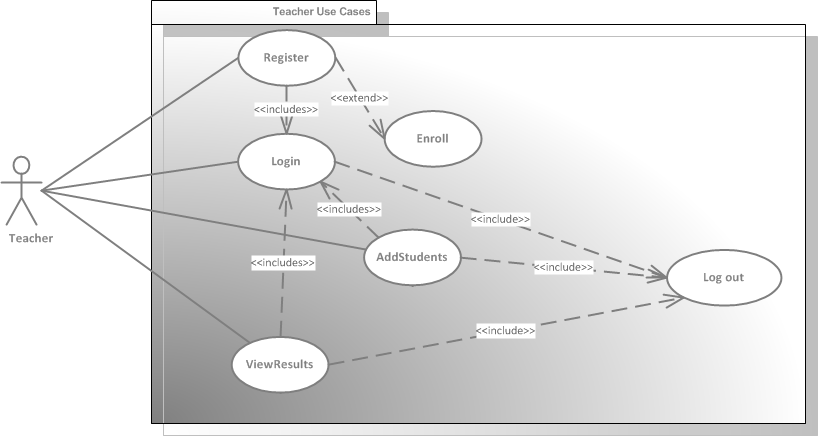 Teacher Use Cases
Register
<<includes>>
<<extend>>
Enroll
Login
Teacher
<<includes>>
<<include>>
AddStudents
<<includes>>
<<include>>
Log out
<<include>>
ViewResults